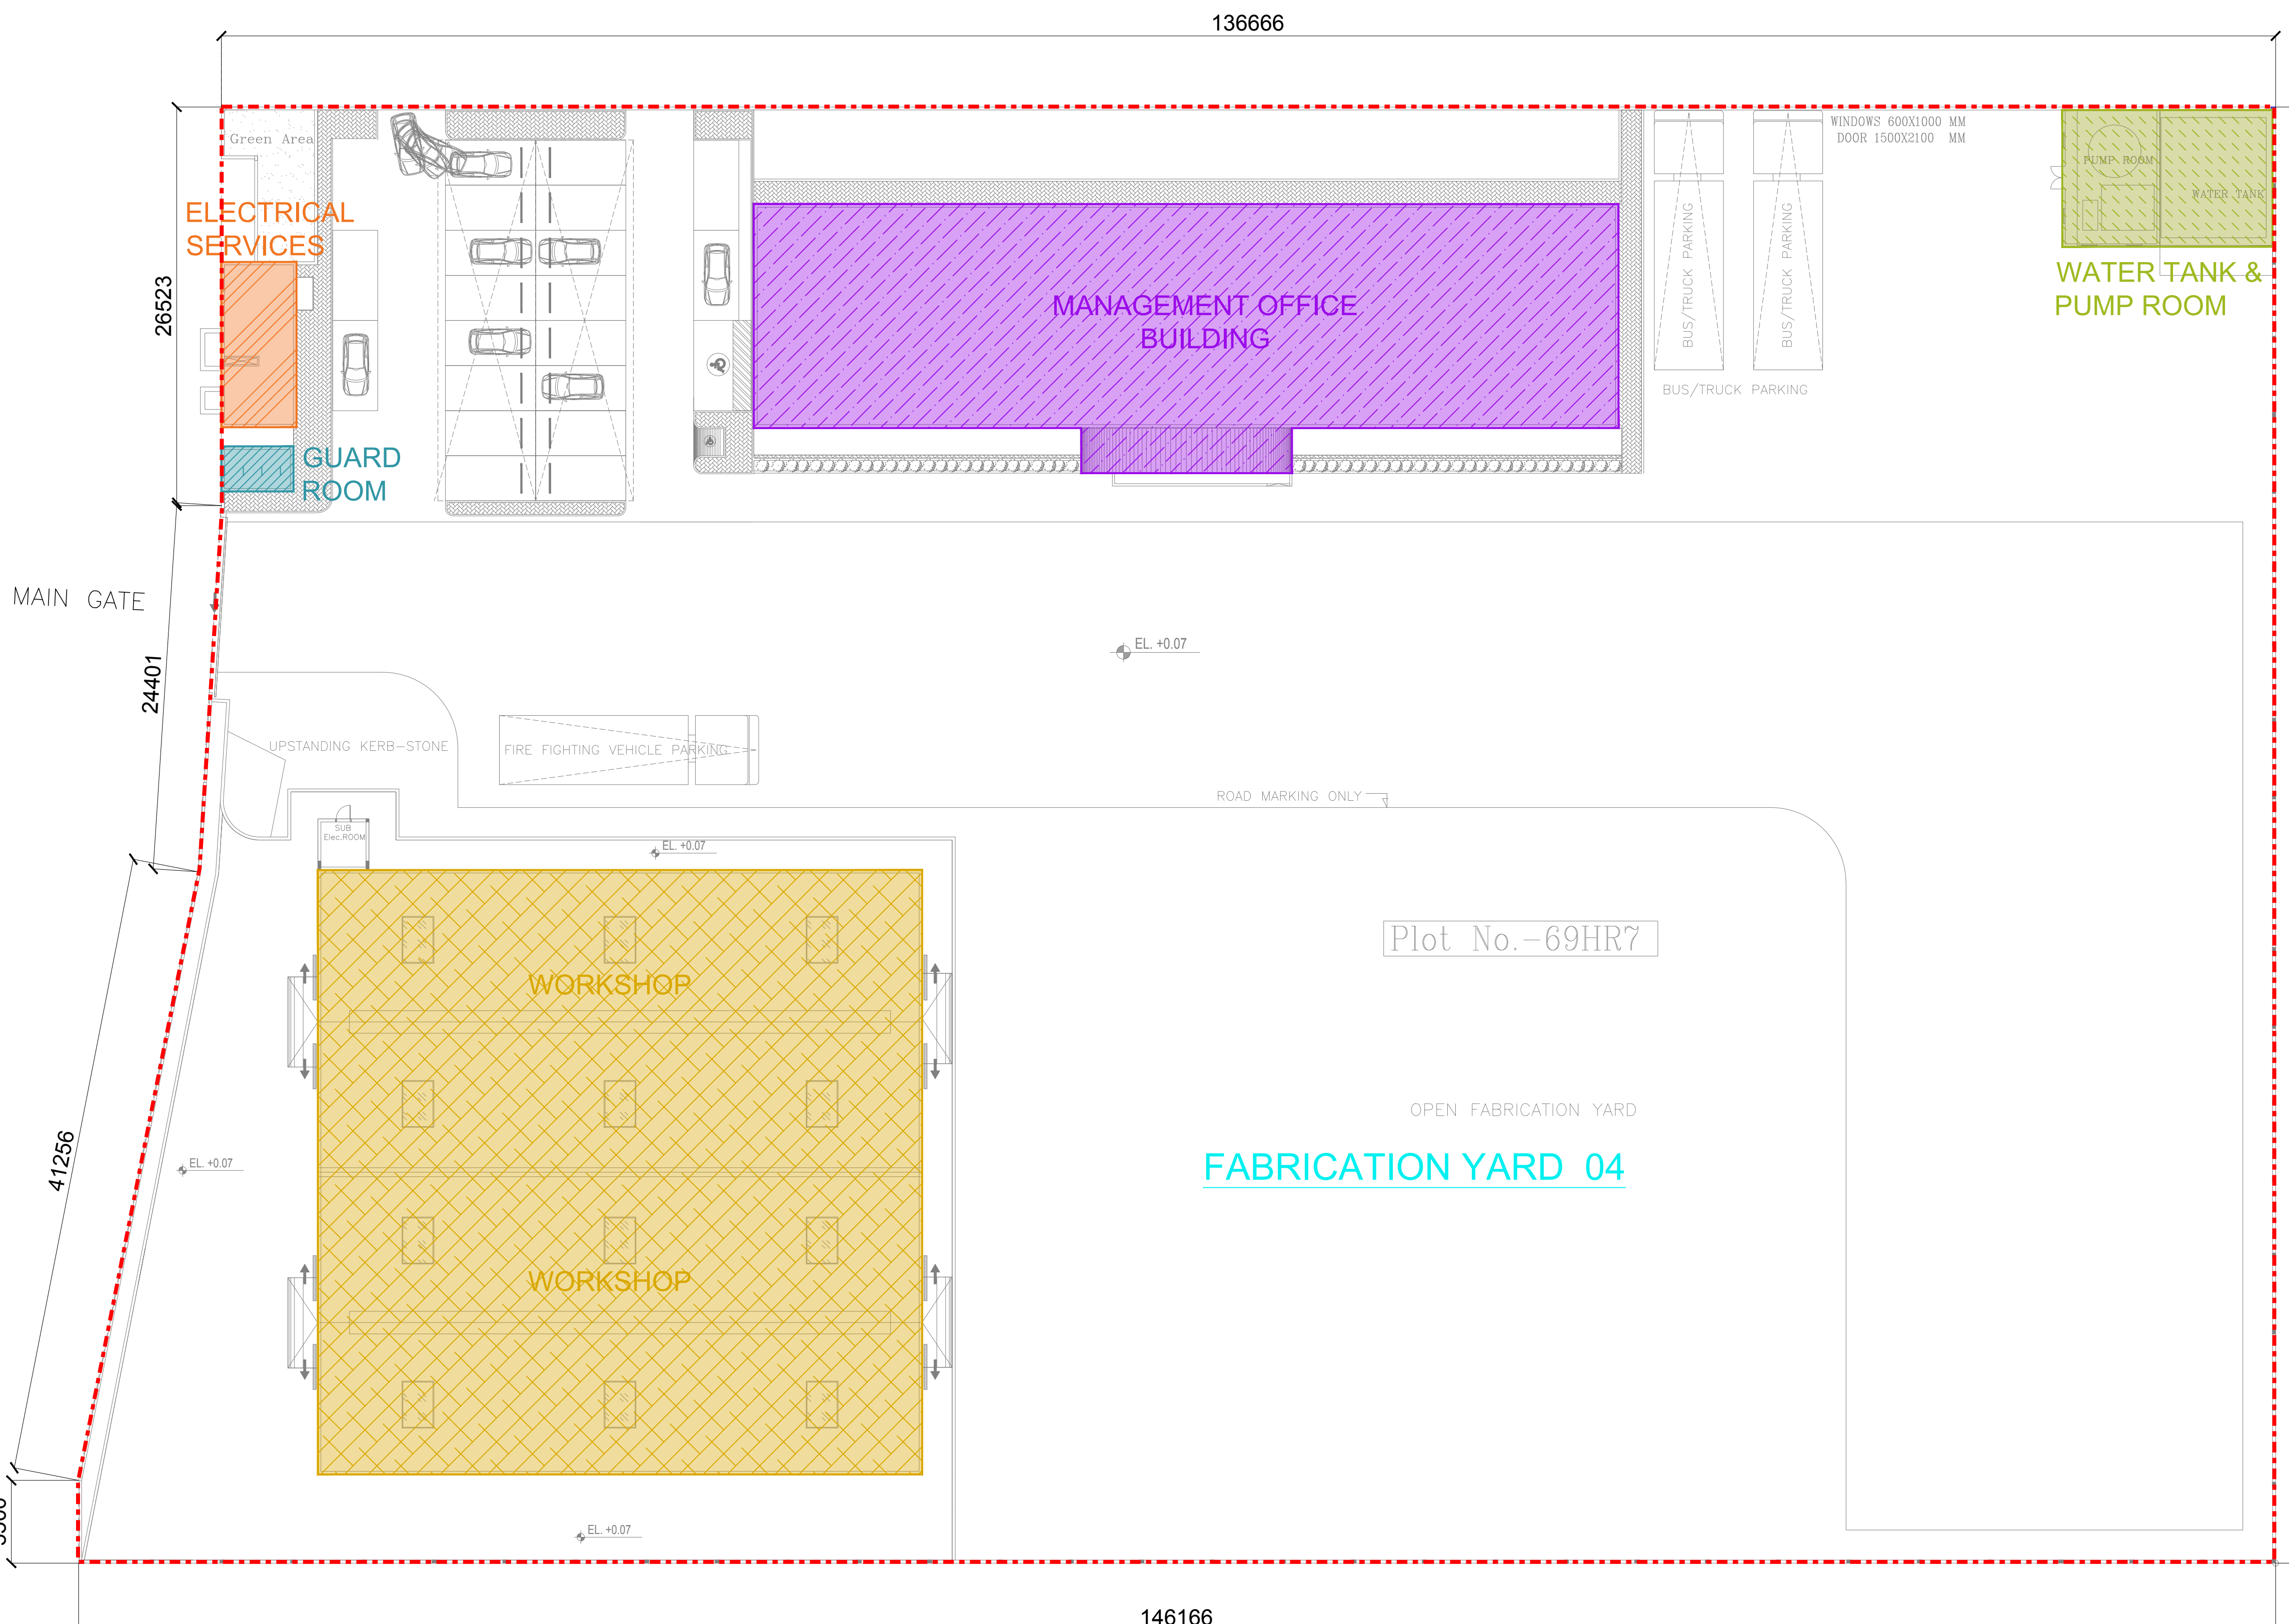 136666
Green Area
WINDOWS 600X1000 MM
DOOR 1500X2100 MM
PUMP ROOM
WATER TANK
ELECTRICAL
SERVICES
BUS/TRUCK PARKING
BUS/TRUCK PARKING
26523
MANAGEMENT OFFICE
BUILDING
WATER TANK &
PUMP ROOM
BUS/TRUCK PARKING
GUARD
ROOM
MAIN GATE
EL. +0.07
24401
UPSTANDING KERB-STONE
FIRE FIGHTING VEHICLE PARKING
ROAD MARKING ONLY
SUB
Elec.ROOM
EL. +0.07
Plot No.-69HR7
WORKSHOP
OPEN FABRICATION YARD
41256
EL. +0.07
FABRICATION YARD 04
WORKSHOP
EL. +0.07
146166